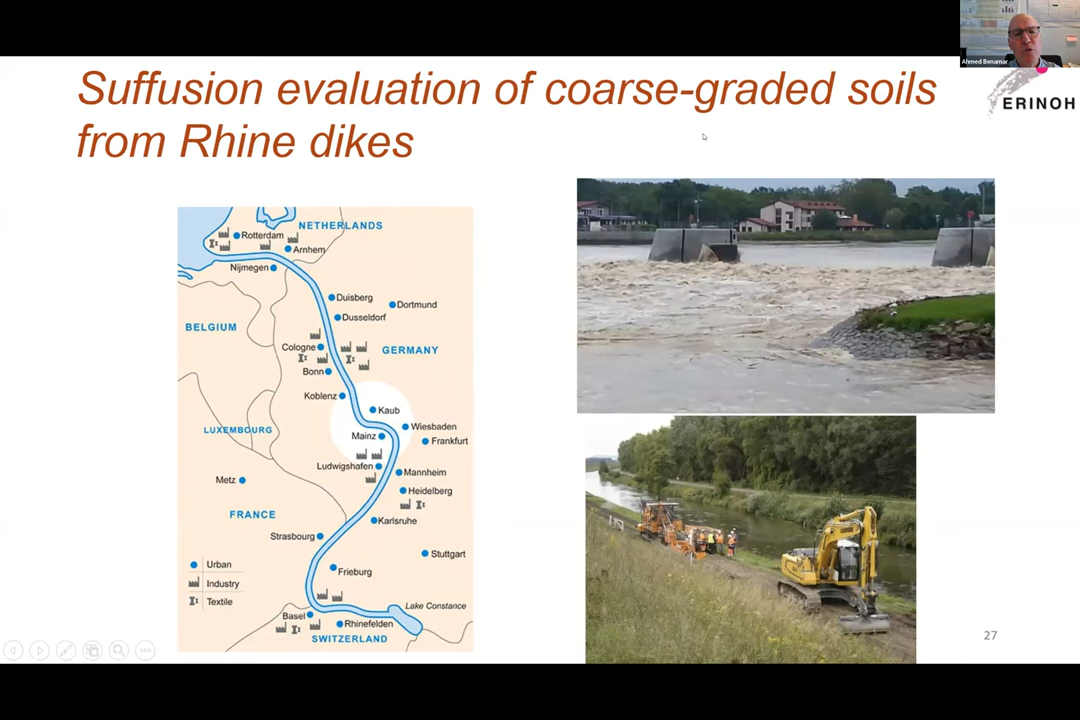 Ahmed Benamar
Suffusion evaluation of coarse-graded soils
from Rhine dikes
ERINOH
NETHERLANDS
Rotterdam
Arnhem
Nijmegen
Duisberg
Dortmund
Dusseldorf
BELGIUM
Cologne
GERMANY
Bonn
Koblenz
Kaub
Wiesbaden
LUXEMBOURG
Mainz
Frankfurt
Ludwigshafen
Mannheim
Metz
Heidelberg
FRANCE
Karlsruhe
Strasbourg
Stuttgart
Urban
Frieburg
Industry
Textile
Lake Constance
Basel
Rhinefelden
SWITZERLAND
27